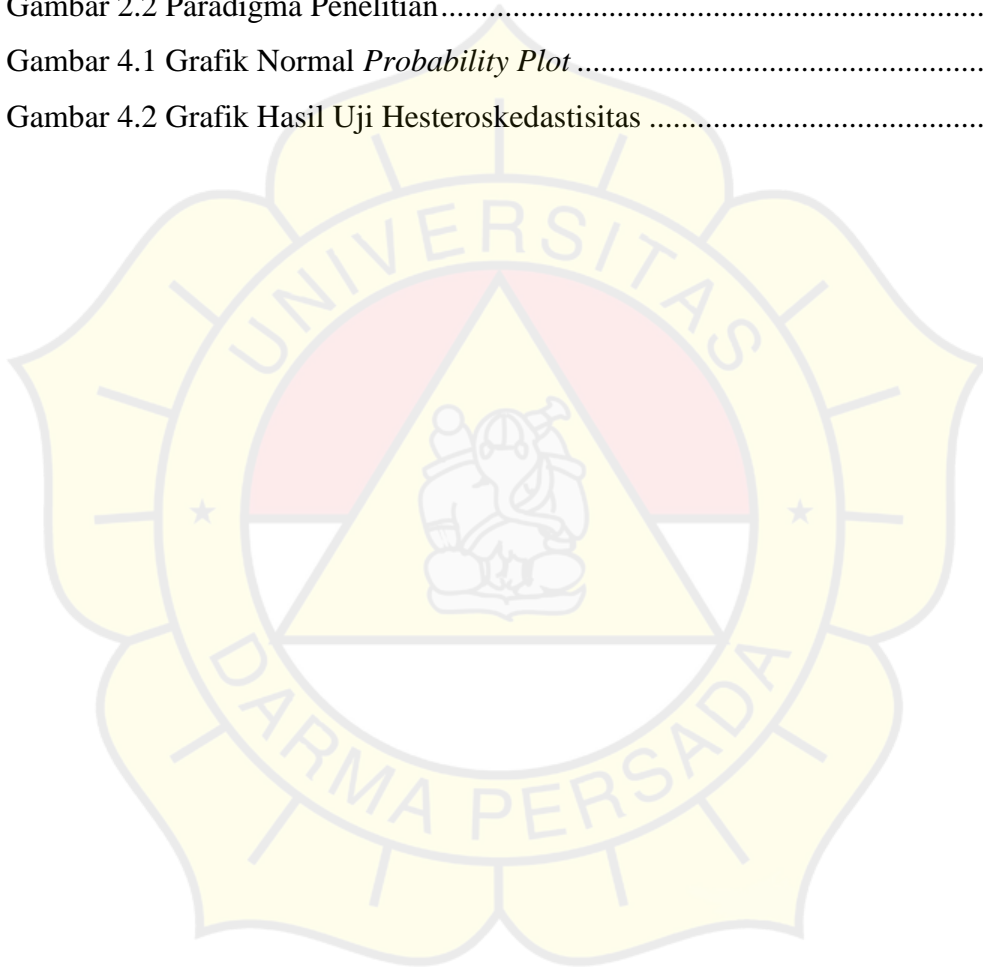 Gambar 2.2 Paradigma Penelitian..........................................................................
Gambar 4.1 Grafik Normal Probability Plot ........................................................
Gambar 4.2 Grafik Hasil Uji Hesteroskedastisitas ..............................................
UNIVERSITAS
DARMA PERSADA